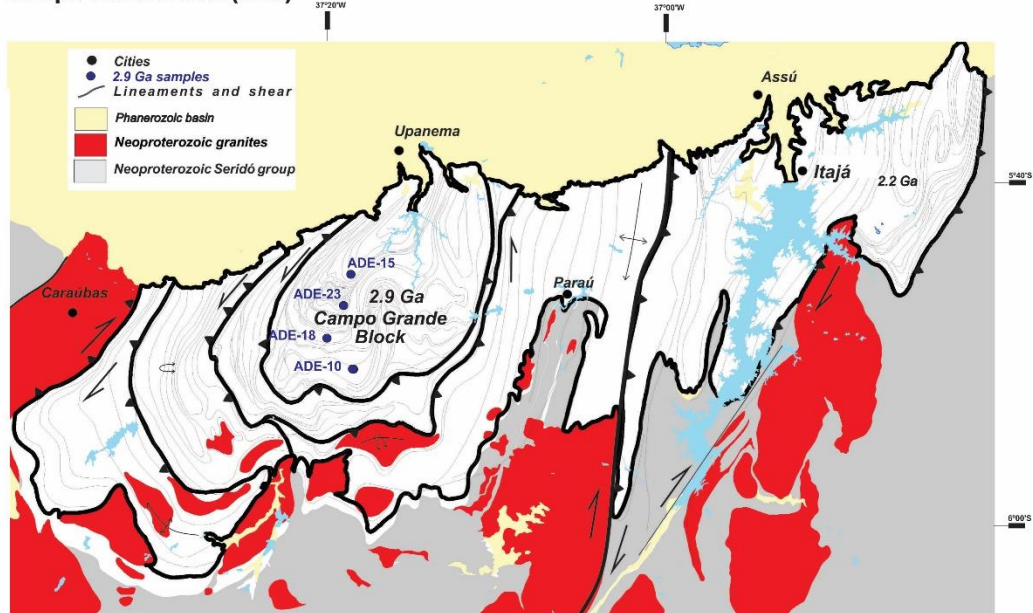 37°20'W
37°00'W
Cities
2.9 Ga samples
Lineaments and shear
Phanerozoic basin
Neoproterozoic granites
Neoproterozoic Seridó group
Assú
Upanema
Itajá
5°40'S
2.2 Ga
ADE-15
Caraúbas
ADE-23
2.9 Ga
Paraú
Campo Grande
ADE-18
Block
ADE-10
6°00'S